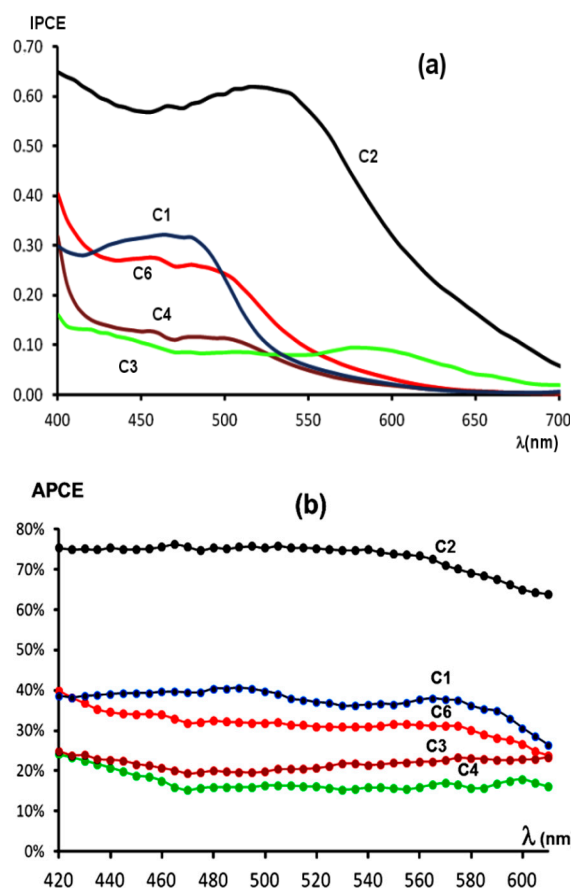 IPCE
0.70
(a)
0.60
C2
0.50
0.40
C1
0.30
C6
0.20
C4
0.10
C3
0.00
400 450 500 550 600 650 700
λ(nm)
APCE
(b)
80%
C2
70%
60%
50%
C1
40%
C6
30%
C3
20%
C4
10%
λ (nm)
0%
420 440 460 480 500 520 540 560 580 600